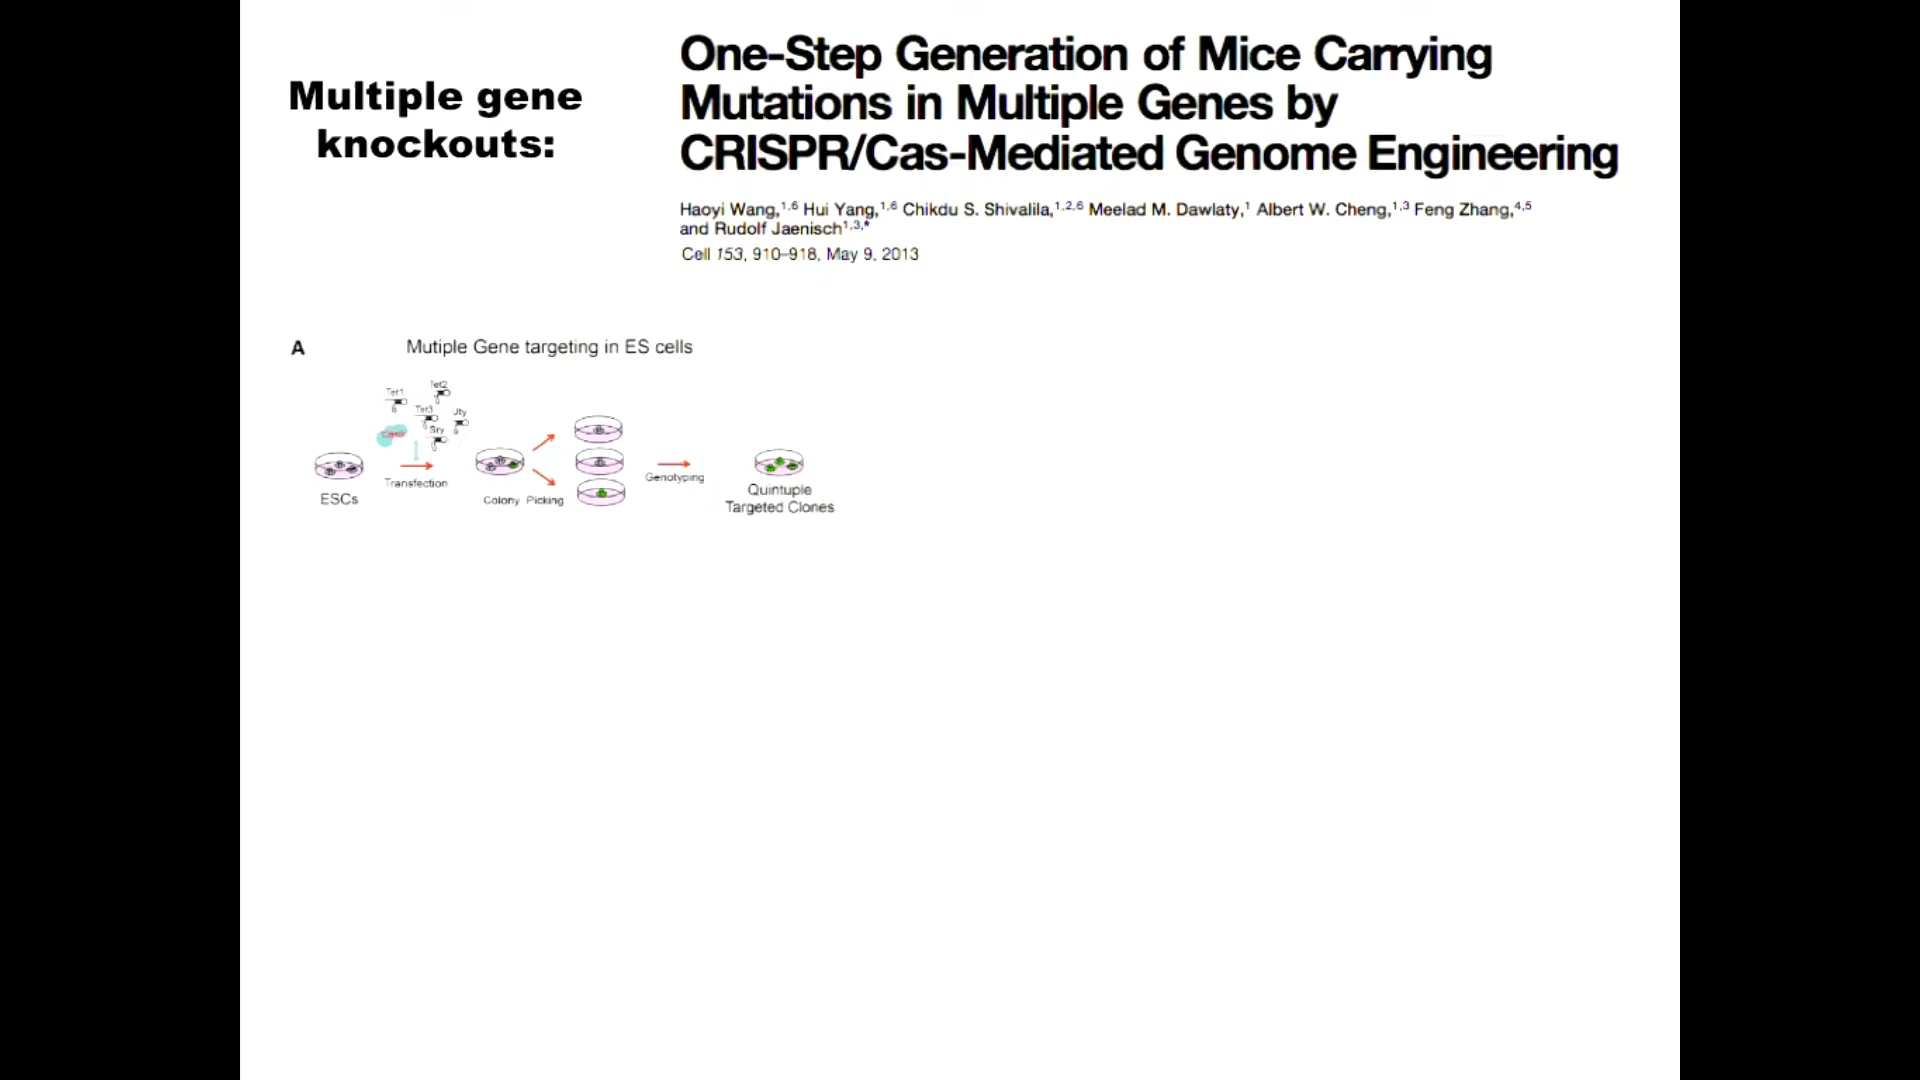 Multiple gene
knockouts:
One-Step Generation of Mice Carrying
Mutations in Multiple Genes by
CRISPR/Cas-Mediated Genome Engineering
Haoyi Wang,1,6 Hui Yang,1,6 Chikdu S. Shivalila,1,2,6 Meelad M. Dawlaty,1 Albert W. Cheng,1,3 Feng Zhang,4,5
and Rudolf Jaenisch1,3,*
Cell 153, 910–918, May 9, 2013
A
Mutiple Gene targeting in ES cells
Tet1
Tet2
Tet3
Sry
Transfection
ESCs
Colony Picking
Genotyping
Quintuple
Targeted Clones